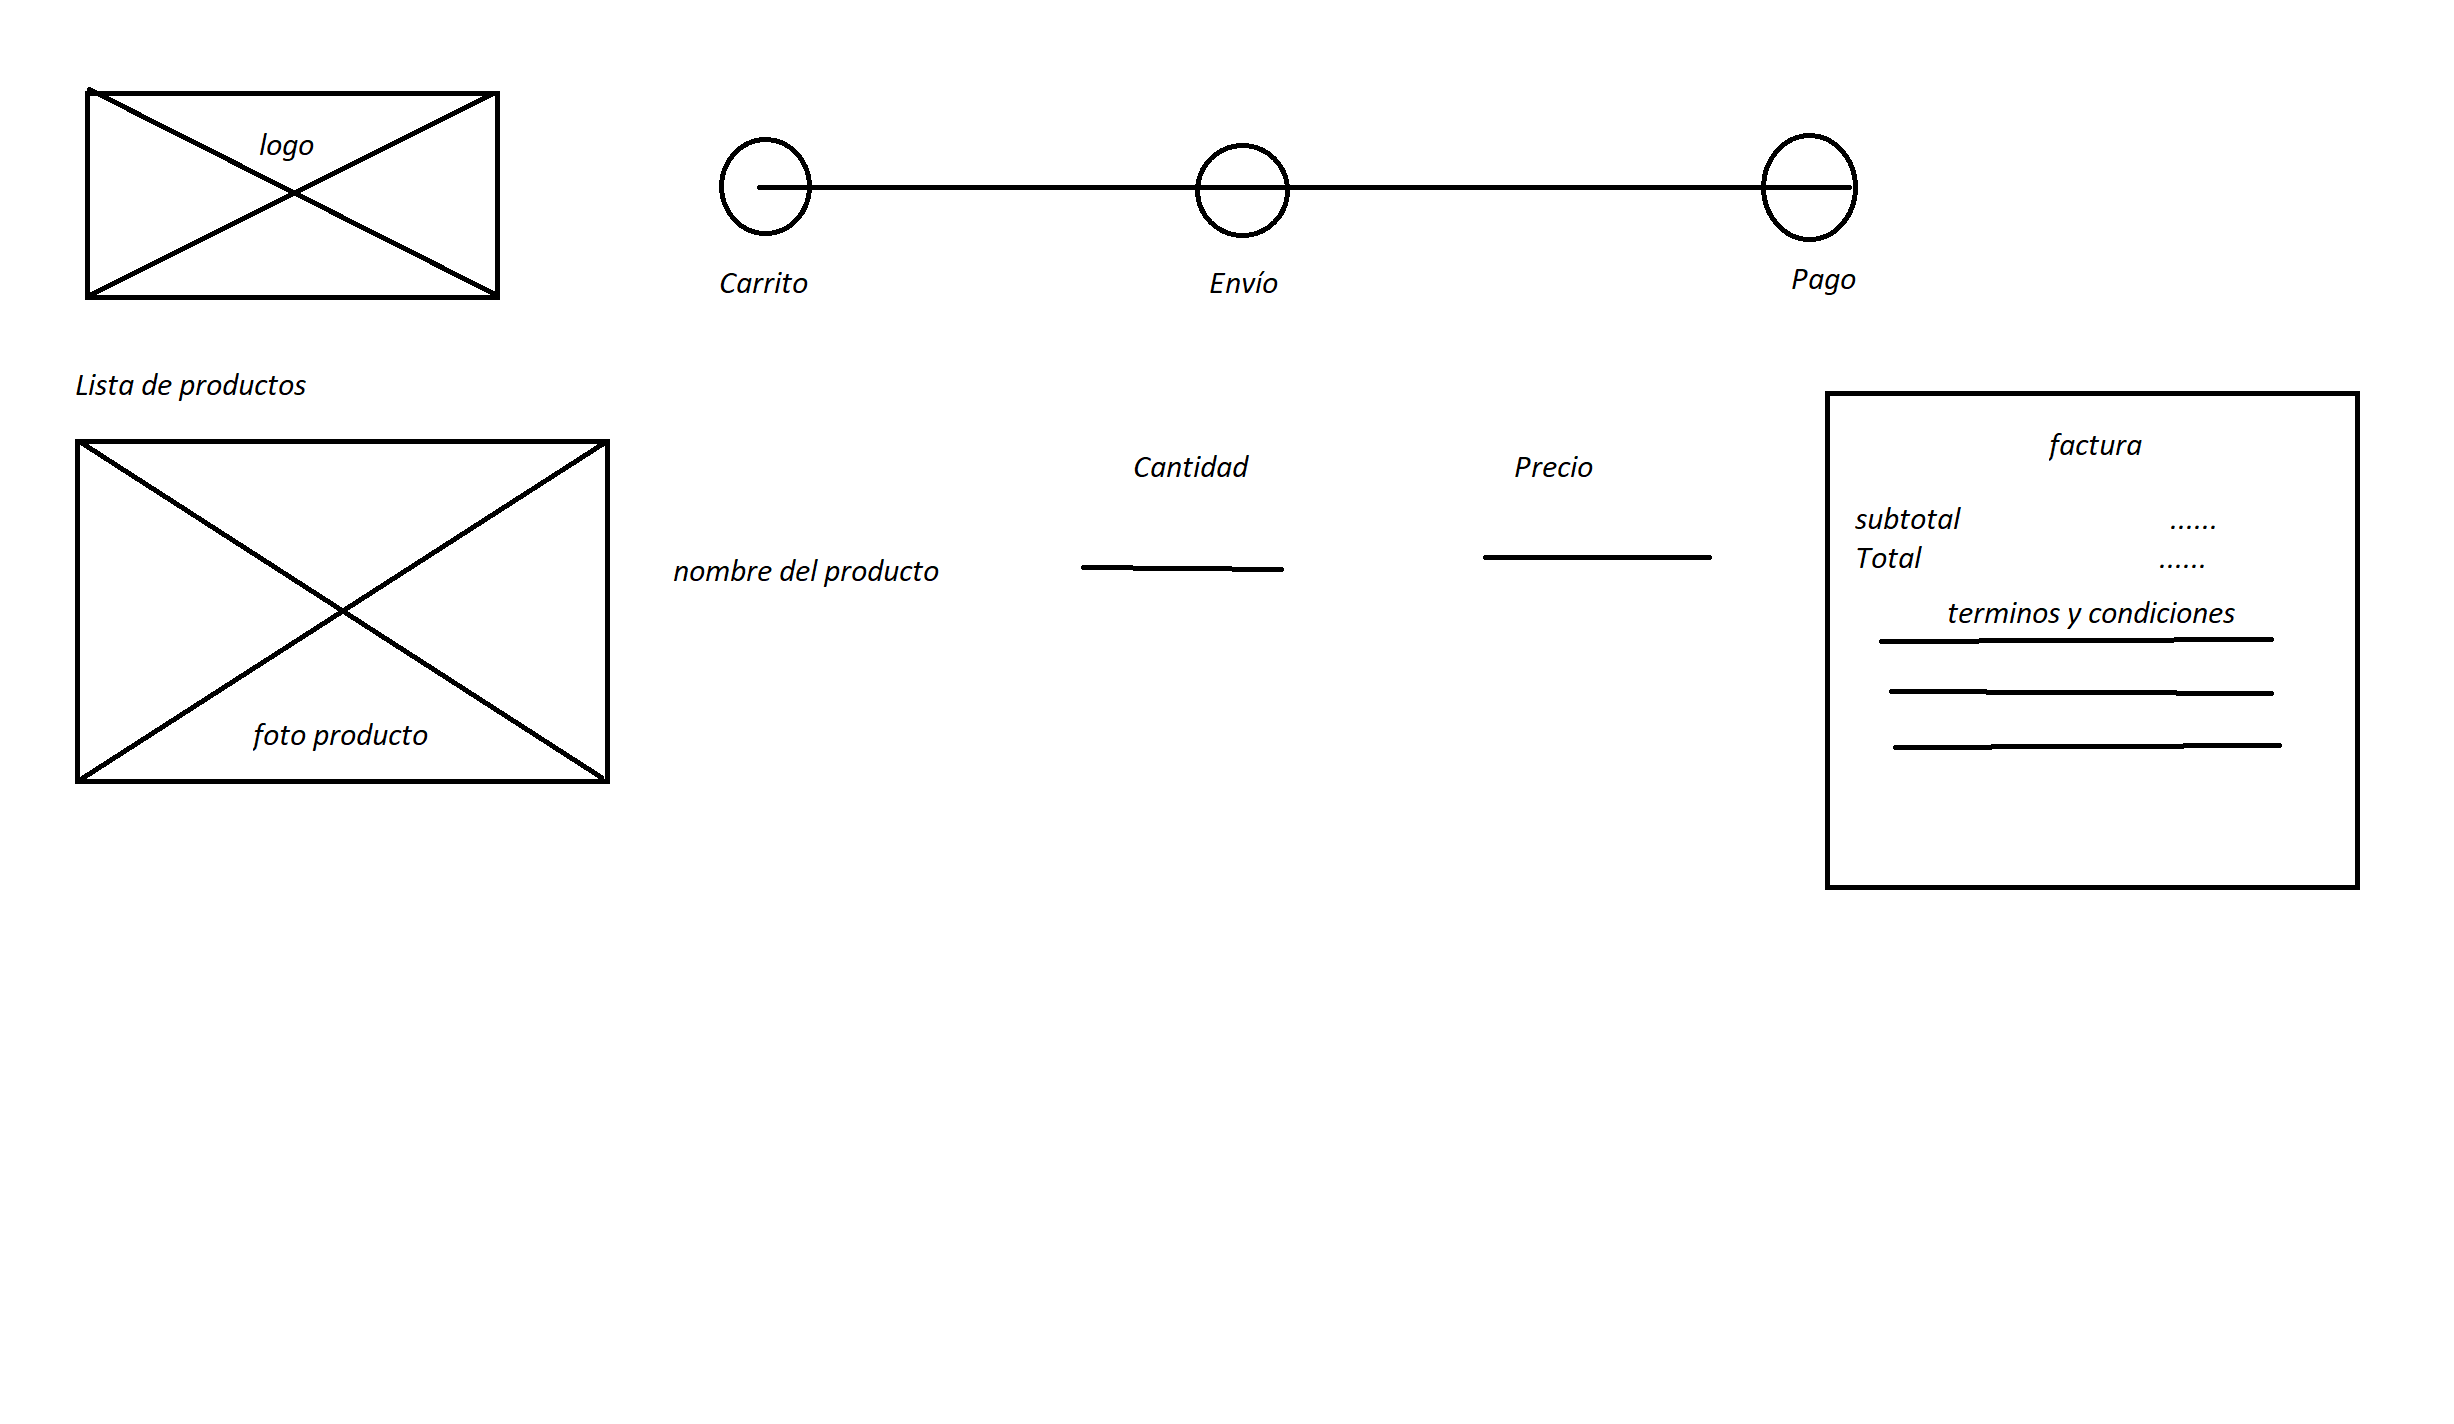 logo
Carrito
Envío
Pago
Lista de productos
Cantidad
Precio
nombre del producto
foto producto
factura
subtotal ......
Total ......
terminos y condiciones